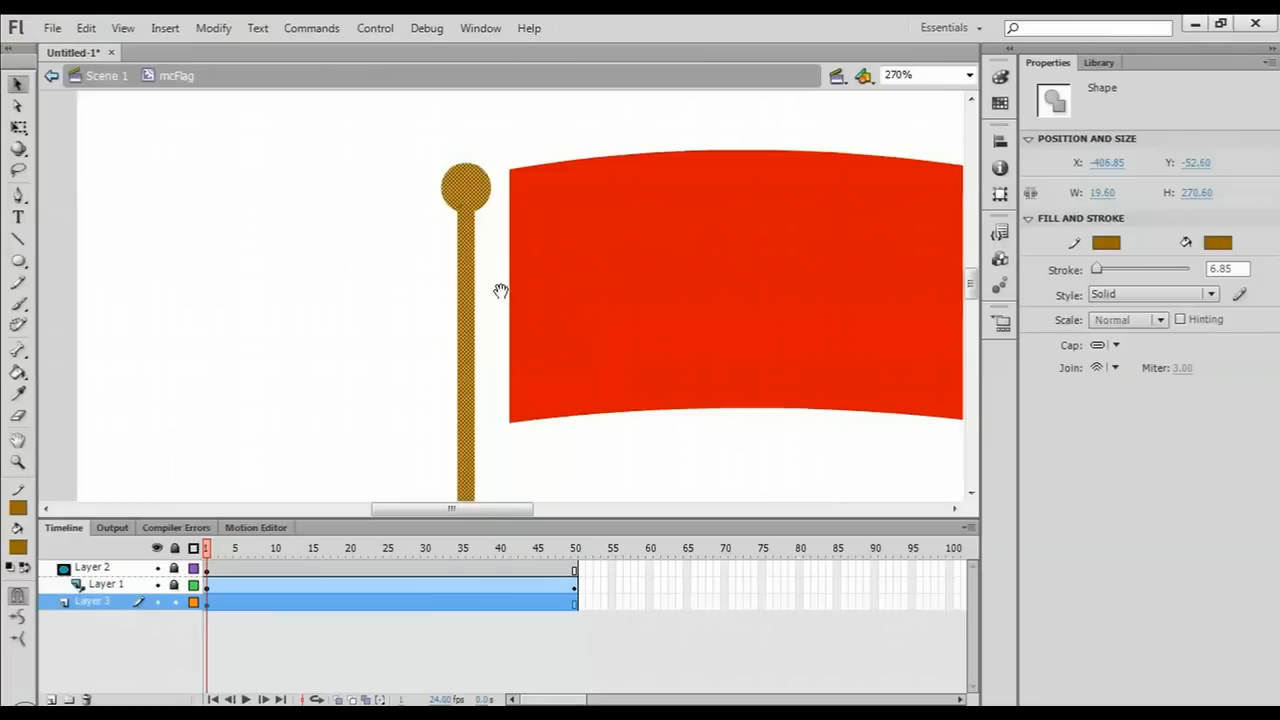 Fl File Edit View Insert Modify Text Commands Control Debug Window Help Essentials
Untitled-1* ×
Scene 1 mcFlag 270%
Properties Library
Shape
POSITION AND SIZE
X: -406.85 Y: -52.60
W: 19.60 H: 270.60
FILL AND STROKE
Stroke: 6.85
Style: Solid
Scale: Normal Hinting
Cap:
Join: Miter: 3.00
T
Timeline Output Compiler Errors Motion Editor
1 5 10 15 20 25 30 35 40 45 50 55 60 65 70 75 80 85 90 95 100
Layer 2
Layer 1
Layer 3
1 24.00 fps 0.0 s